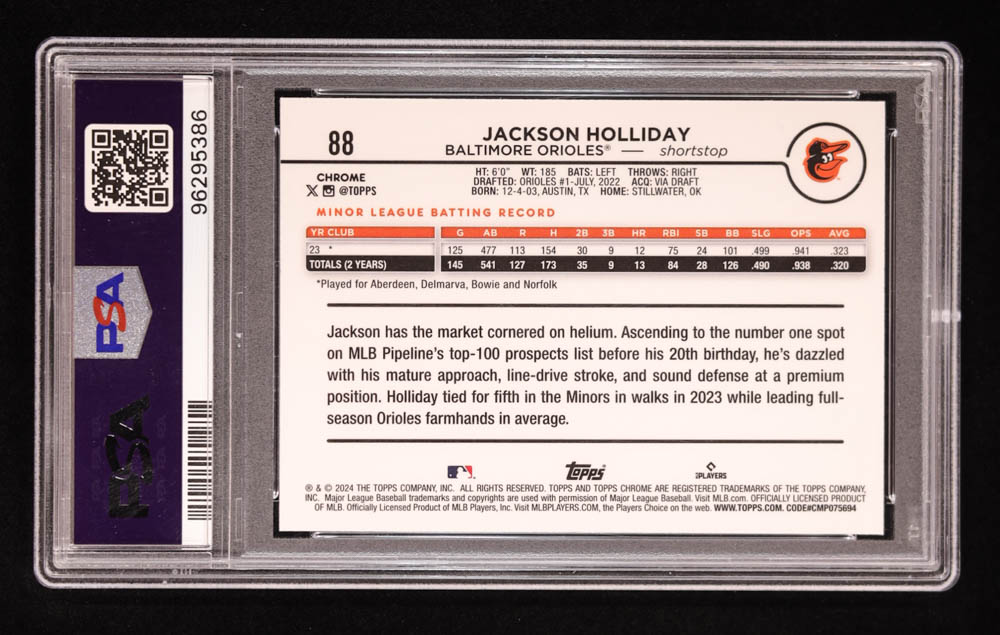 96295386
PSA
PSA
88
JACKSON HOLLIDAY
BALTIMORE ORIOLES® — shortstop
CHROME
@TOPPS
HT: 6'0" WT: 185 BATS: LEFT THROWS: RIGHT
DRAFTED: ORIOLES #1-JULY, 2022 ACQ: VIA DRAFT
BORN: 12-4-03, AUSTIN, TX HOME: STILLWATER, OK
MINOR LEAGUE BATTING RECORD
YR CLUB G AB R H 2B 3B HR RBI SB BB SLG OPS AVG
23 * 125 477 113 154 30 9 12 75 24 101 .499 .941 .323
TOTALS (2 YEARS) 145 541 127 173 35 9 13 84 28 126 .490 .938 .320
*Played for Aberdeen, Delmarva, Bowie and Norfolk
Jackson has the market cornered on helium. Ascending to the number one spot
on MLB Pipeline's top-100 prospects list before his 20th birthday, he's dazzled
with his mature approach, line-drive stroke, and sound defense at a premium
position. Holliday tied for fifth in the Minors in walks in 2023 while leading full-
season Orioles farmhands in average.
Topps
PLAYERS
® & © 2024 THE TOPPS COMPANY, INC. ALL RIGHTS RESERVED. TOPPS AND TOPPS CHROME ARE REGISTERED TRADEMARKS OF THE TOPPS COMPANY,
INC. Major League Baseball trademarks and copyrights are used with permission of Major League Baseball. Visit MLB.com. OFFICIALLY LICENSED PRODUCT
OF MLB. Officially Licensed Product of MLB Players, Inc. Visit MLBPLAYERS.COM, the Players Choice on the web. WWW.TOPPS.COM. CODE#CMP075694